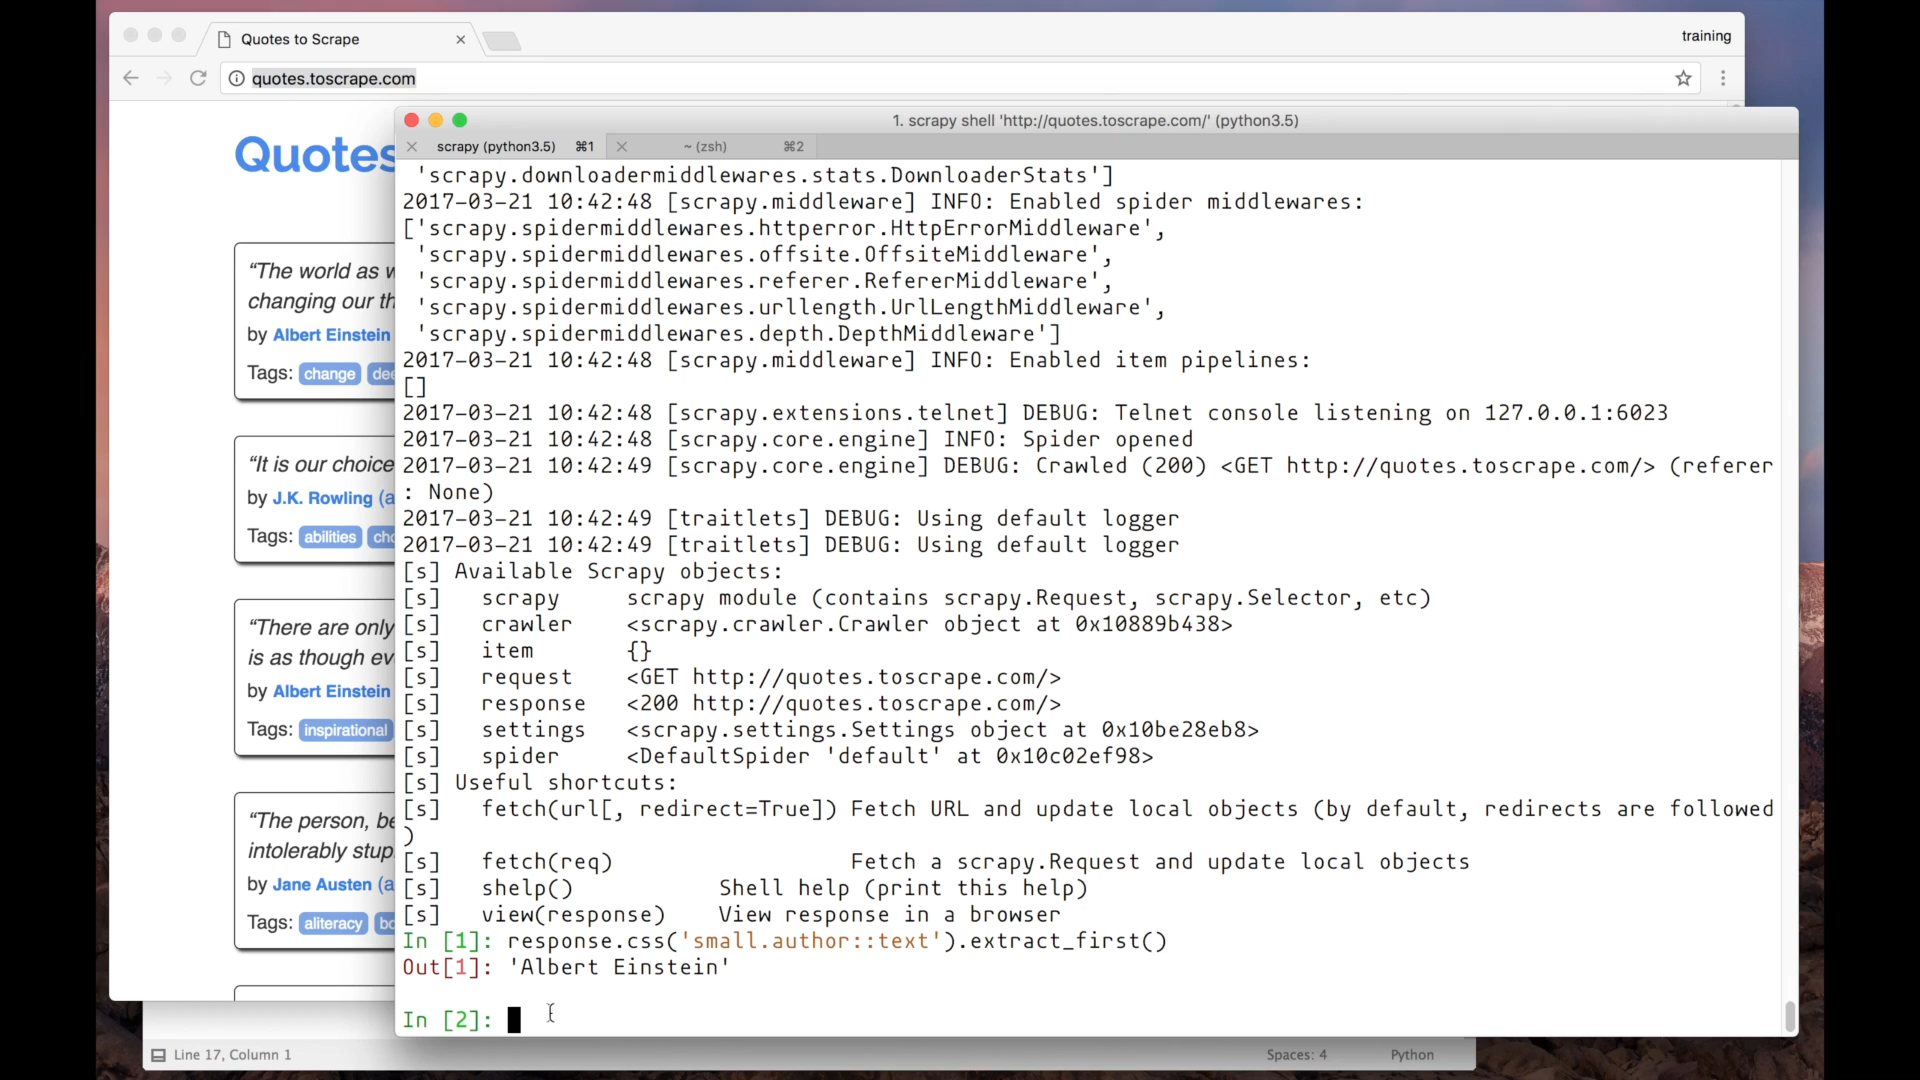 Quotes to Scrape
training
quotes.toscrape.com
Quotes
“The world as
changing our
by Albert Einstein
Tags: change
“It is our choice
by J.K. Rowling
Tags: abilities
“There are only
is as though
by Albert Einstein
Tags: inspirational
“The person,
intolerably
by Jane Austen
Tags: aliteracy
1. scrapy shell 'http://quotes.toscrape.com/' (python3.5)
scrapy (python3.5) ⌘1
~ (zsh) ⌘2
'scrapy.downloadermiddlewares.stats.DownloaderStats']
2017-03-21 10:42:48 [scrapy.middleware] INFO: Enabled spider middlewares:
['scrapy.spidermiddlewares.httperror.HttpErrorMiddleware',
'scrapy.spidermiddlewares.offsite.OffsiteMiddleware',
'scrapy.spidermiddlewares.referer.RefererMiddleware',
'scrapy.spidermiddlewares.urllength.UrlLengthMiddleware',
'scrapy.spidermiddlewares.depth.DepthMiddleware']
2017-03-21 10:42:48 [scrapy.middleware] INFO: Enabled item pipelines:
[]
2017-03-21 10:42:48 [scrapy.extensions.telnet] DEBUG: Telnet console listening on 127.0.0.1:6023
2017-03-21 10:42:48 [scrapy.core.engine] INFO: Spider opened
2017-03-21 10:42:49 [scrapy.core.engine] DEBUG: Crawled (200) <GET http://quotes.toscrape.com/> (referer
: None)
2017-03-21 10:42:49 [traitlets] DEBUG: Using default logger
2017-03-21 10:42:49 [traitlets] DEBUG: Using default logger
[s] Available Scrapy objects:
[s]   scrapy     scrapy module (contains scrapy.Request, scrapy.Selector, etc)
[s]   crawler    <scrapy.crawler.Crawler object at 0x10889b438>
[s]   item       {}
[s]   request    <GET http://quotes.toscrape.com/>
[s]   response   <200 http://quotes.toscrape.com/>
[s]   settings   <scrapy.settings.Settings object at 0x10be28eb8>
[s]   spider     <DefaultSpider 'default' at 0x10c02ef98>
[s] Useful shortcuts:
[s]   fetch(url[, redirect=True]) Fetch URL and update local objects (by default, redirects are followed
)
[s]   fetch(req)                  Fetch a scrapy.Request and update local objects
[s]   shelp()           Shell help (print this help)
[s]   view(response)    View response in a browser
In [1]: response.css('small.author::text').extract_first()
Out[1]: 'Albert Einstein'
In [2]:
Line 17, Column 1
Spaces: 4
Python